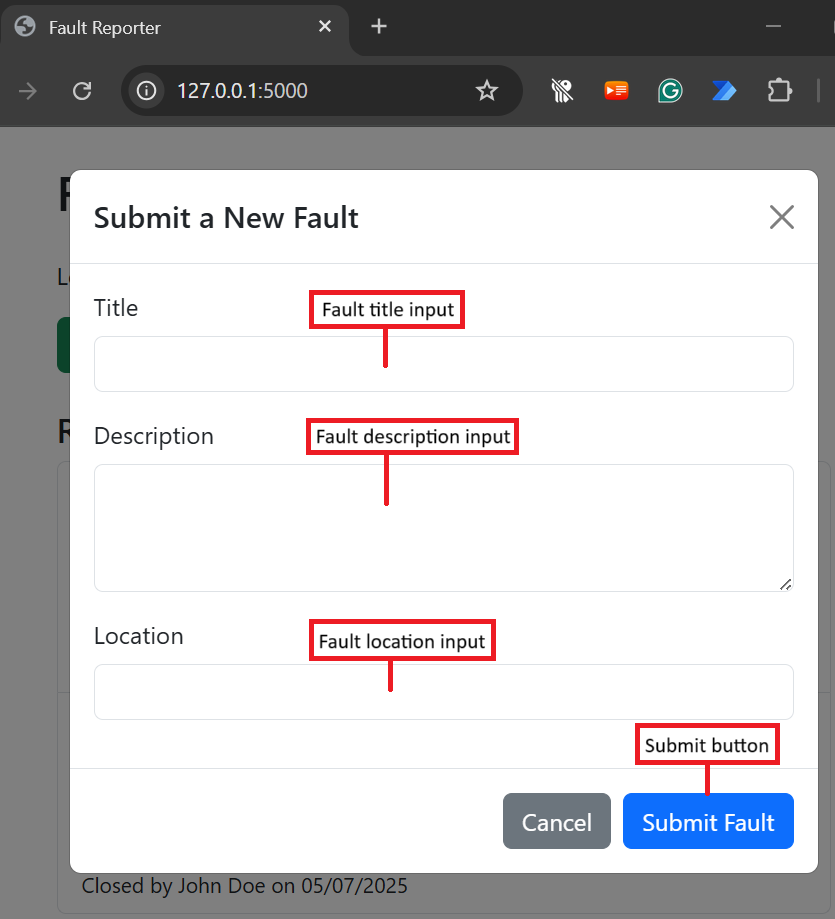 Fault Reporter
127.0.0.1:5000
Submit a New Fault
Title
Fault title input
Description
Fault description input
Location
Fault location input
Submit button
Cancel
Submit Fault
Closed by John Doe on 05/07/2025